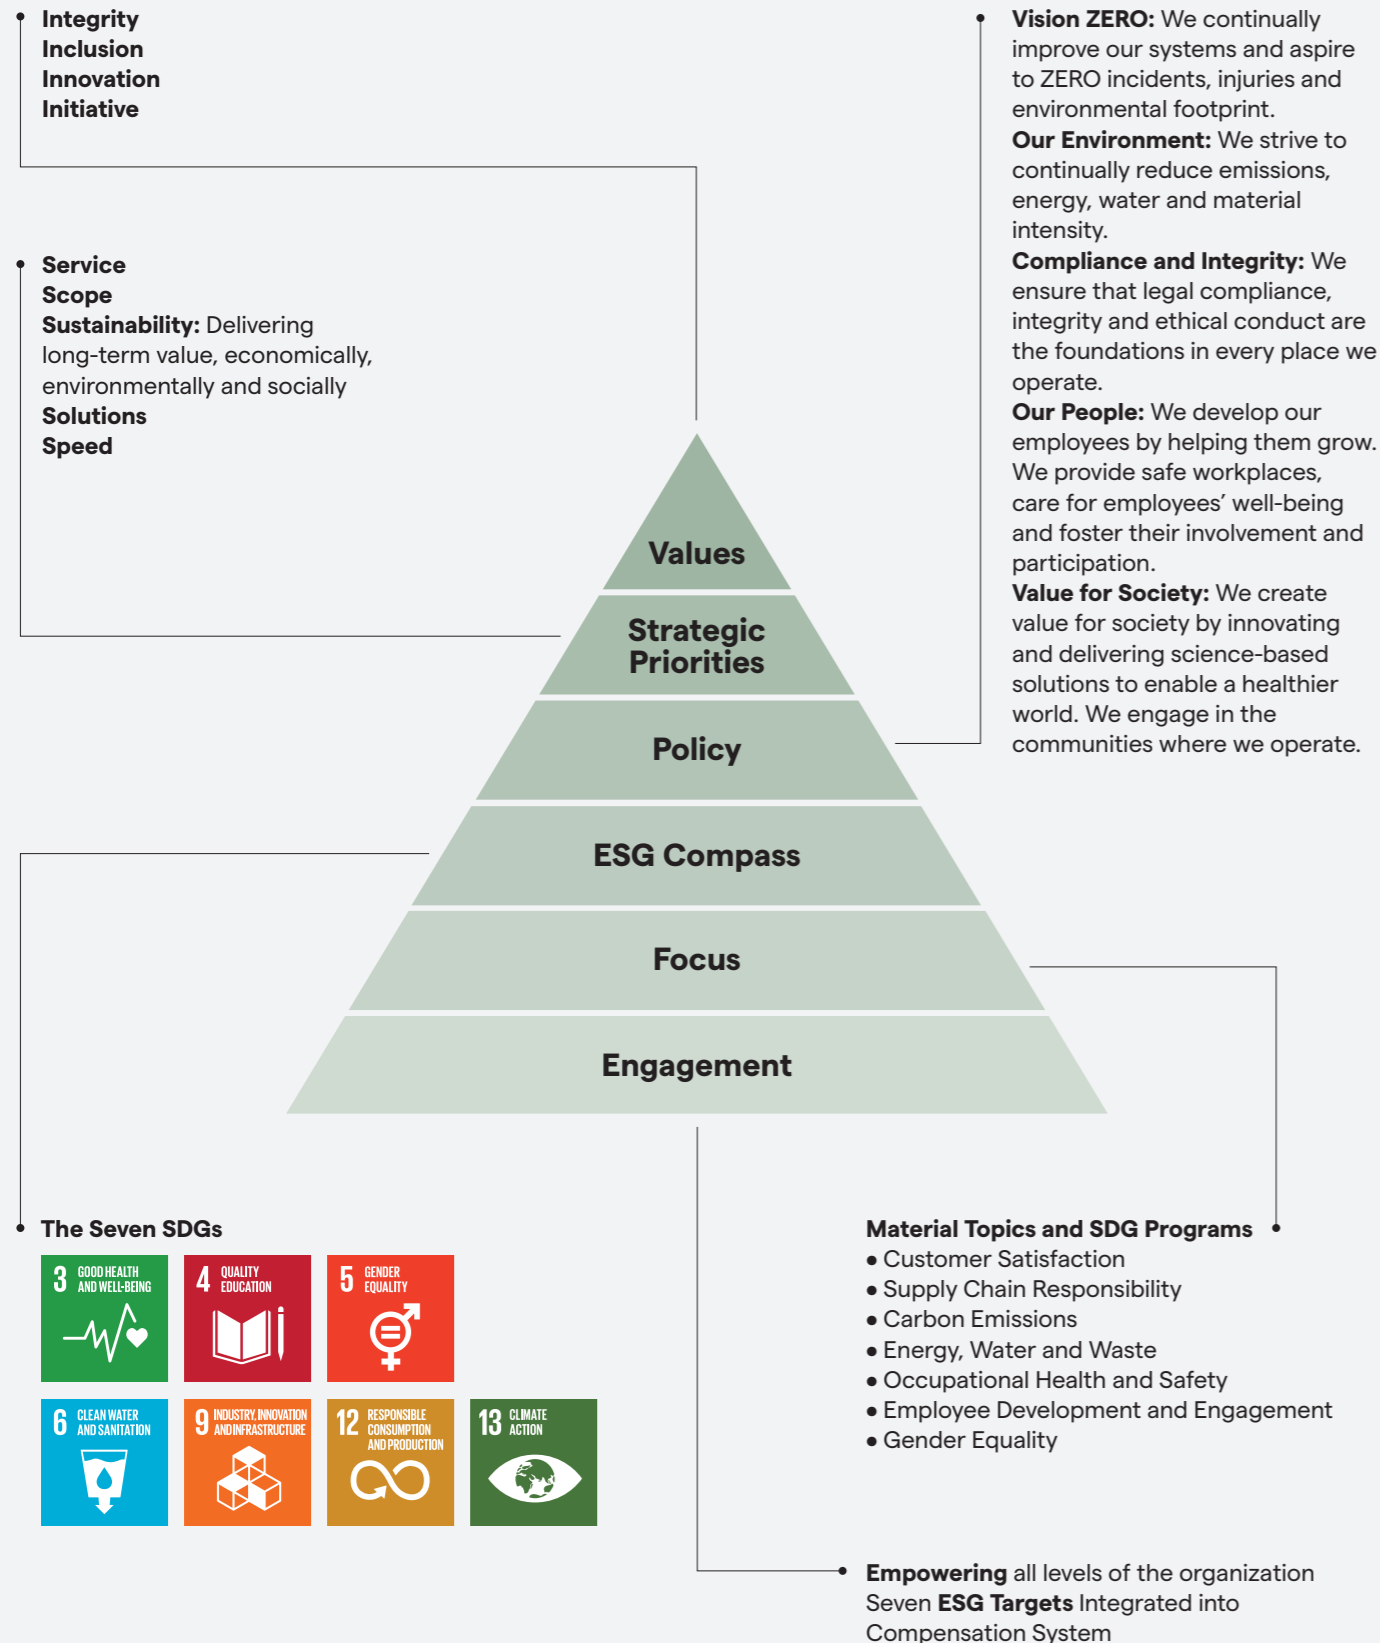 Integrity
Inclusion
Innovation
Initiative
Service
Scope
Sustainability: Delivering
long-term value, economically,
environmentally and socially
Solutions
Speed
Vision ZERO: We continually
improve our systems and aspire
to ZERO incidents, injuries and
environmental footprint.
Our Environment: We strive to
continually reduce emissions,
energy, water and material
intensity.
Compliance and Integrity: We
ensure that legal compliance,
integrity and ethical conduct are
the foundations in every place we
operate.
Our People: We develop our
employees by helping them grow.
We provide safe workplaces,
care for employees’ well-being
and foster their involvement and
participation.
Value for Society: We create
value for society by innovating
and delivering science-based
solutions to enable a healthier
world. We engage in the
communities where we operate.
Values
Strategic
Priorities
Policy
ESG Compass
Focus
Engagement
The Seven SDGs
3 GOOD HEALTH
AND WELL-BEING
4 QUALITY
EDUCATION
5 GENDER
EQUALITY
6 CLEAN WATER
AND SANITATION
9 INDUSTRY, INNOVATION
AND INFRASTRUCTURE
12 RESPONSIBLE
CONSUMPTION
AND PRODUCTION
13 CLIMATE
ACTION
Material Topics and SDG Programs
• Customer Satisfaction
• Supply Chain Responsibility
• Carbon Emissions
• Energy, Water and Waste
• Occupational Health and Safety
• Employee Development and Engagement
• Gender Equality
Empowering all levels of the organization
Seven ESG Targets Integrated into
Compensation System